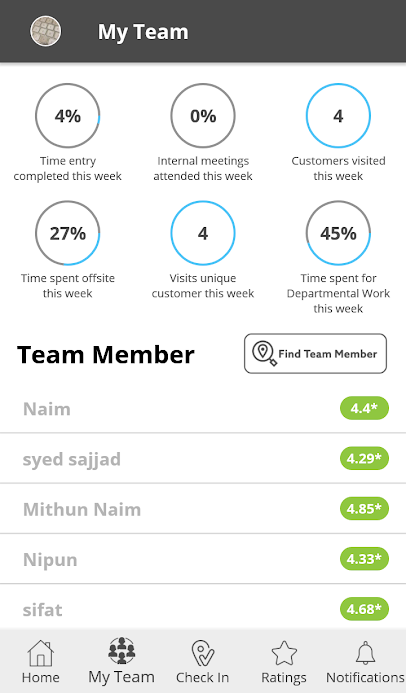 My Team
4%
0%
4
Time entry
completed this week
Internal meetings
attended this week
Customers visited
this week
27%
4
45%
Time spent offsite
this week
Visits unique
customer this week
Time spent for
Departmental Work
this week
Team Member
Find Team Member
Naim
4.4*
syed sajjad
4.29*
Mithun Naim
4.85*
Nipun
4.33*
sifat
4.68*
Home
My Team
Check In
Ratings
Notifications